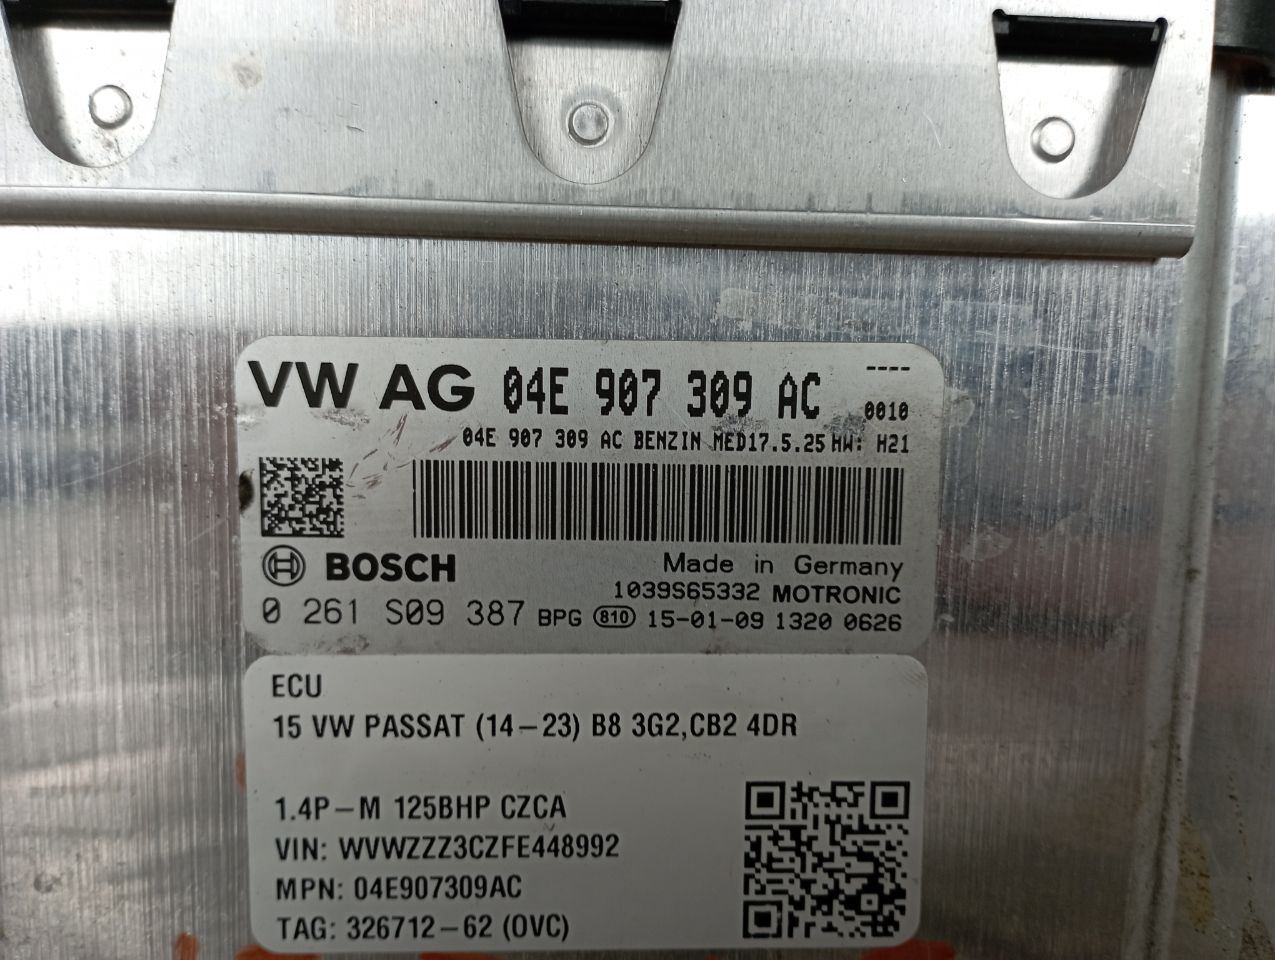 VW AG 04E 907 309 AC ----
0010
04E 907 309 AC BENZIN MED17.5.25 HW: H21
BOSCH Made in Germany
1039S65332 MOTRONIC
0 261 S09 387 BPG 810 15-01-09 1320 0626
ECU
15 VW PASSAT (14-23) B8 3G2,CB2 4DR
1.4P-M 125BHP CZCA
VIN: WVWZZZ3CZFE448992
MPN: 04E907309AC
TAG: 326712-62 (OVC)